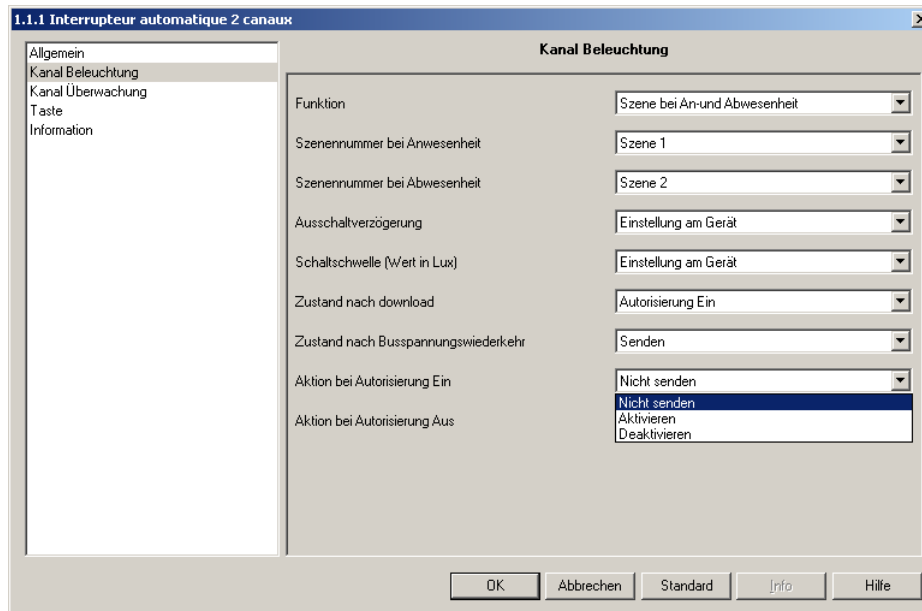 1.1.1 Interrupteur automatique 2 canaux
Allgemein
Kanal Beleuchtung
Kanal Überwachung
Taste
Information
Kanal Beleuchtung
Funktion
Szene bei An-und Abwesenheit
Szenennummer bei Anwesenheit
Szene 1
Szenennummer bei Abwesenheit
Szene 2
Ausschaltverzögerung
Einstellung am Gerät
Schaltschwelle (Wert in Lux)
Einstellung am Gerät
Zustand nach download
Autorisierung Ein
Zustand nach Busspannungswiederkehr
Senden
Aktion bei Autorisierung Ein
Nicht senden
Nicht senden
Aktivieren
Deaktivieren
Aktion bei Autorisierung Aus
OK
Abbrechen
Standard
Info
Hilfe